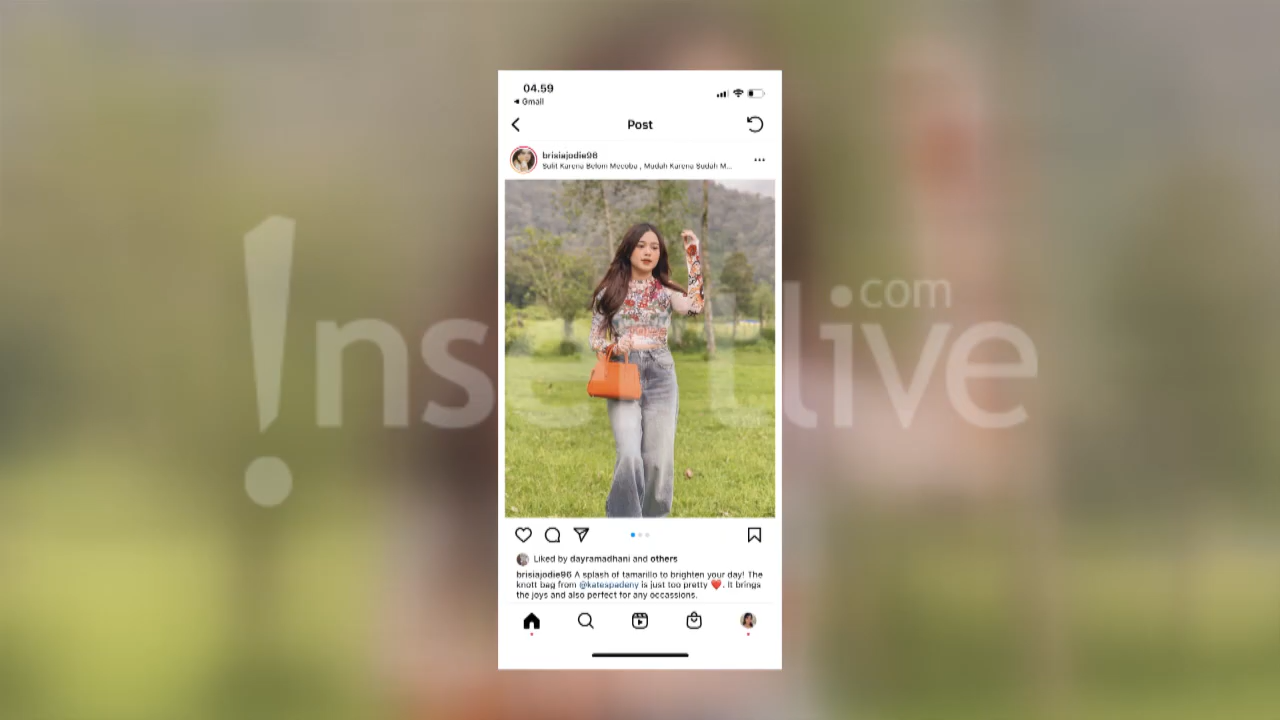 04.59
Gmail
Post
brisiajodie96
Sulit Karena Belom Mecoba , Mudah Karena Sudah M...
!nsertlive
.com
Liked by dayramadhani and others
brisiajodie96 A splash of tamarillo to brighten your day! The
knott bag from @katespadeny is just too pretty ❤️. It brings
the joys and also perfect for any occassions.